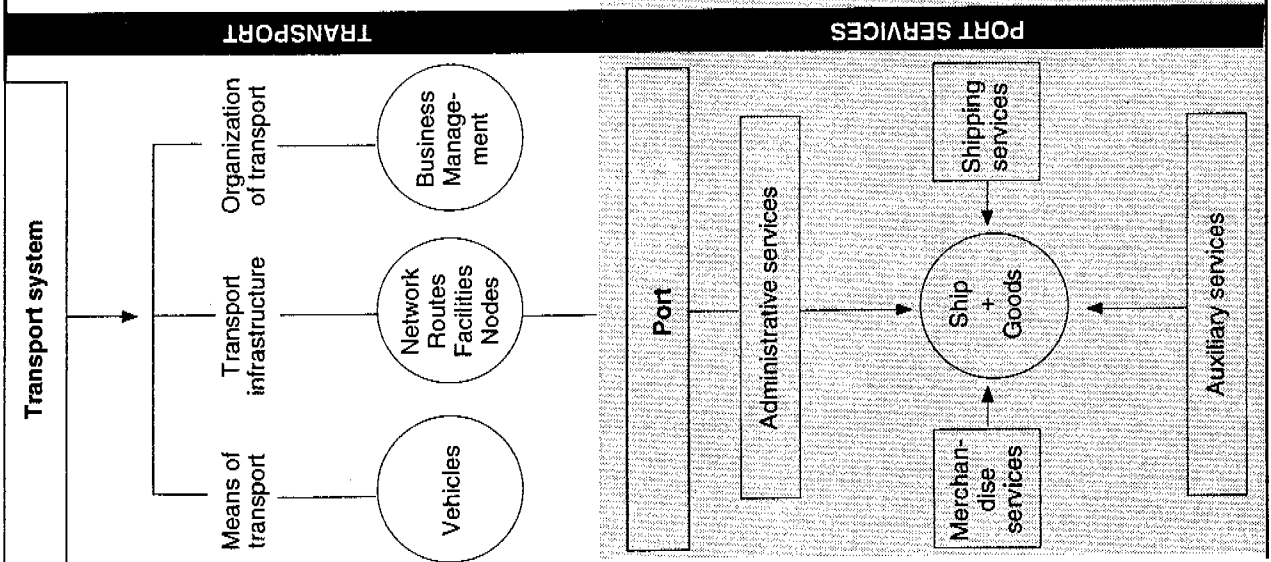 TRANSPORT
Transport system
Means of
transport
Transport
infrastructure
Organization
of transport
Vehicles
Network
Routes
Facilities
Nodes
Business
Manage-
ment
PORT SERVICES
Port
Administrative services
Merchan-
dise
services
Ship
+
Goods
Shipping
services
Auxiliary services